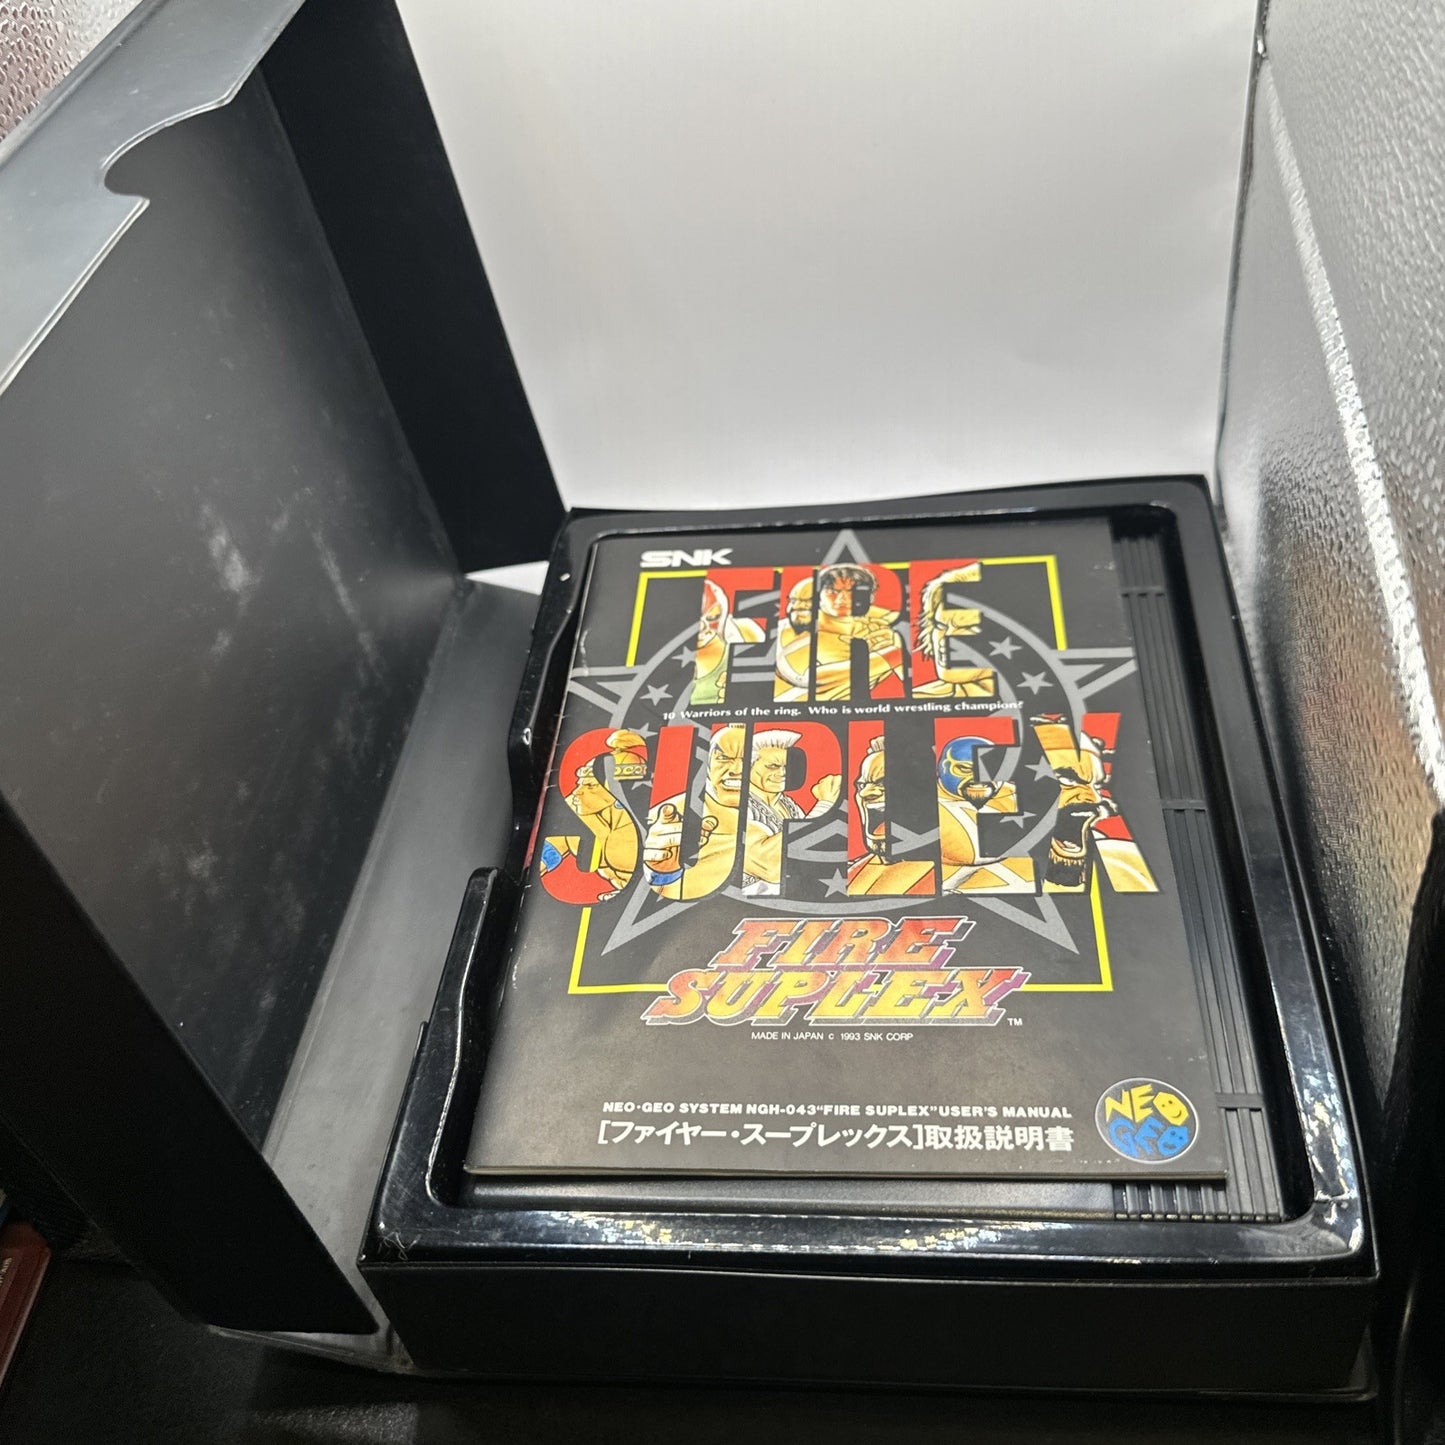 SNK
FIRE
10 Warriors of the ring. Who is world wrestling champion?
SUPLEX
FIRE
SUPLEX™
MADE IN JAPAN c 1993 SNK CORP
NEO·GEO SYSTEM NGH-043"FIRE SUPLEX"USER'S MANUAL
[ファイヤー・スープレックス]取扱説明書
NEO
GEO